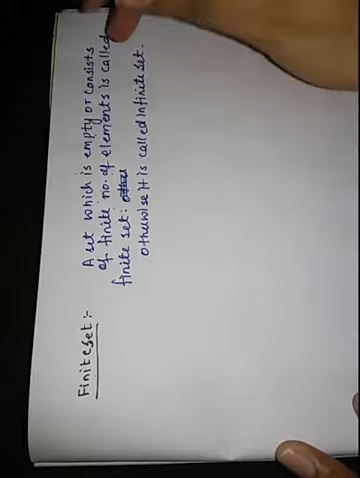 Finite set :-
A set which is empty or consists
of finite no. of elements is called
finite set :
otherwise it is called infinite set.